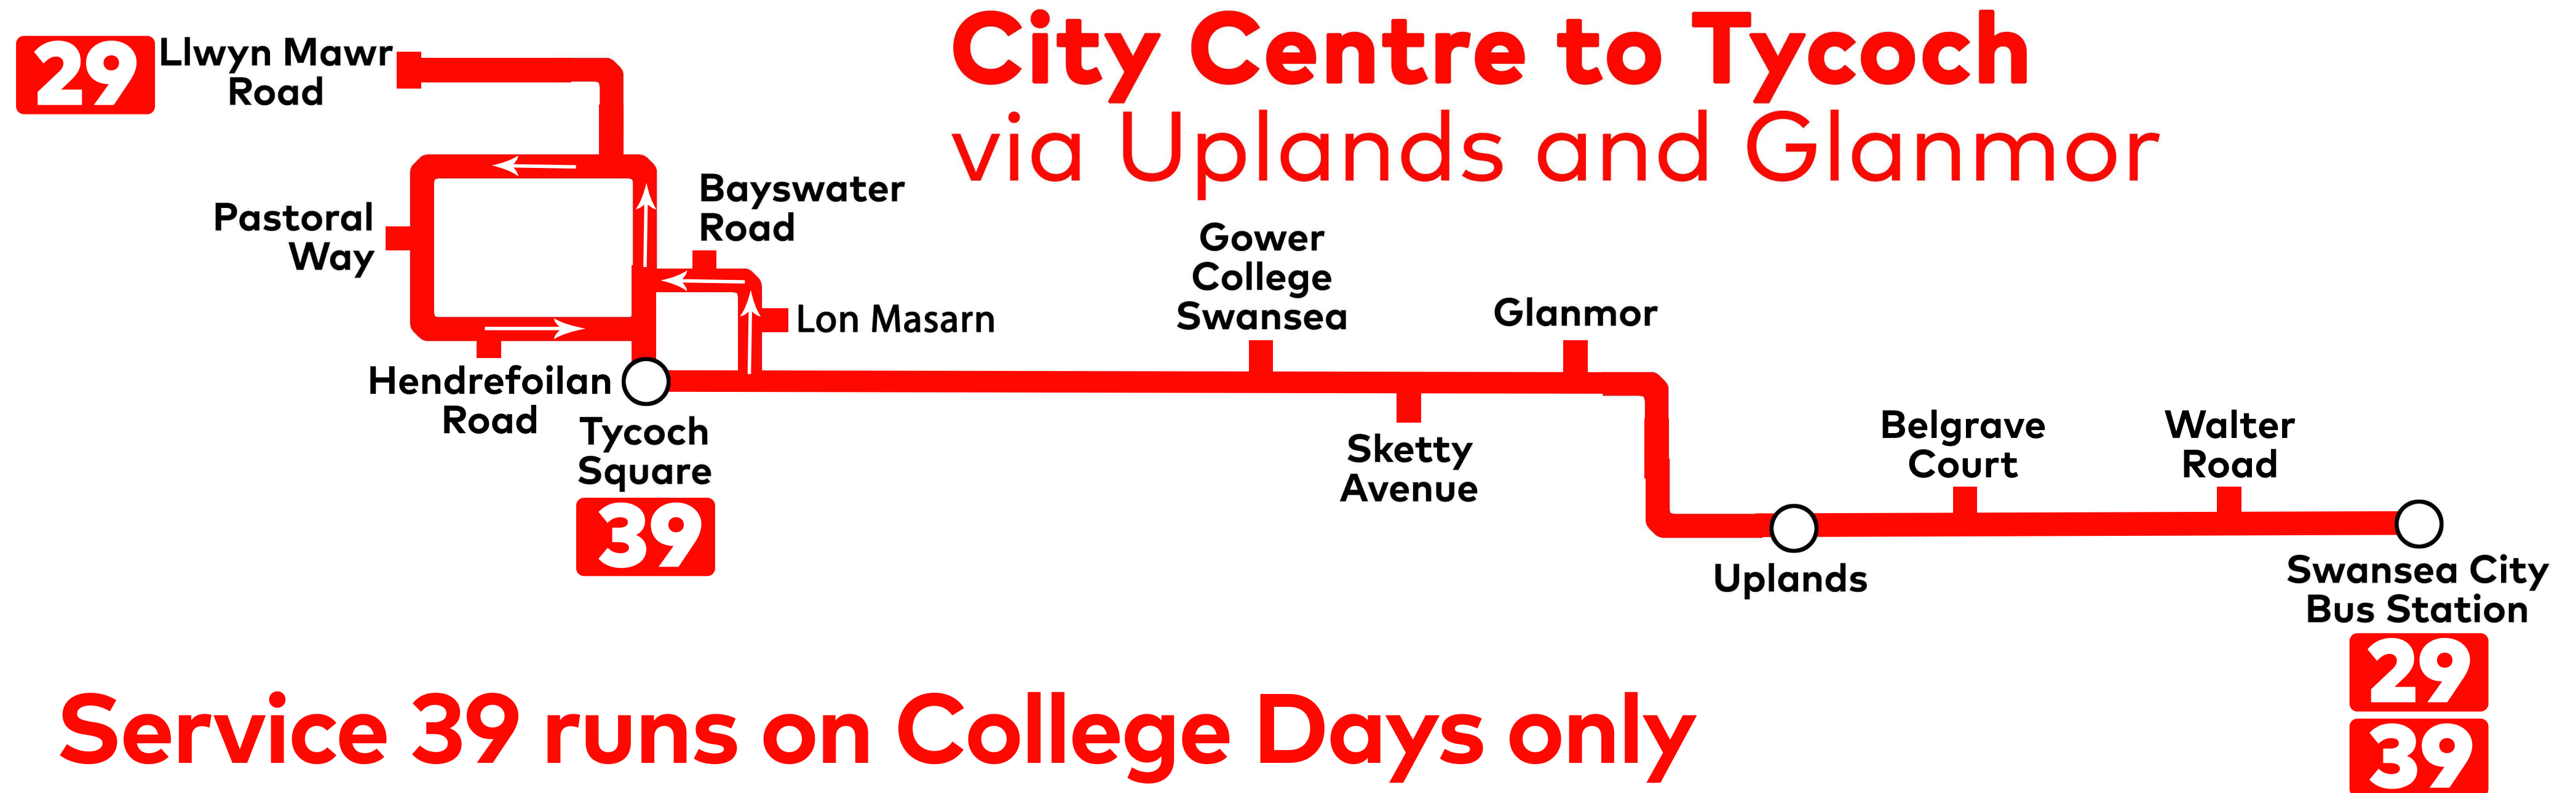 City Centre to Tycoch
via Uplands and Glanmor
29
Llwyn Mawr
Road
Pastoral
Way
Bayswater
Road
Lon Masarn
Hendrefoilan
Road
Tycoch
Square
39
Gower
College
Swansea
Sketty
Avenue
Glanmor
Uplands
Belgrave
Court
Walter
Road
Swansea City
Bus Station
29
39
Service 39 runs on College Days only